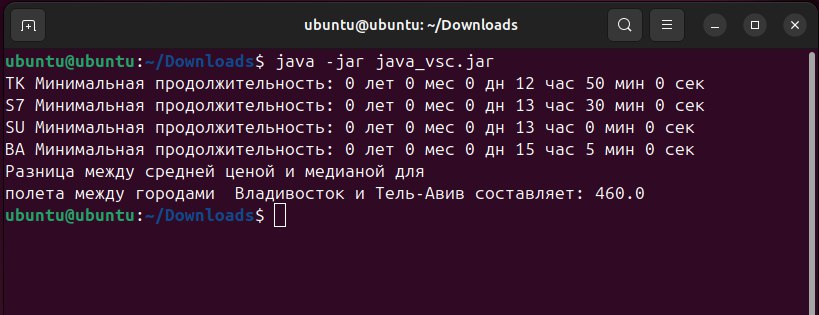 ubuntu@ubuntu: ~/Downloads
ubuntu@ubuntu:~/Downloads$ java -jar java_vsc.jar
TK Минимальная продолжительность: 0 лет 0 мес 0 дн 12 час 50 мин 0 сек
S7 Минимальная продолжительность: 0 лет 0 мес 0 дн 13 час 30 мин 0 сек
SU Минимальная продолжительность: 0 лет 0 мес 0 дн 13 час 0 мин 0 сек
BA Минимальная продолжительность: 0 лет 0 мес 0 дн 15 час 5 мин 0 сек
Разница между средней ценой и медианой для
полета между городами  Владивосток и Тель-Авив составляет: 460.0
ubuntu@ubuntu:~/Downloads$